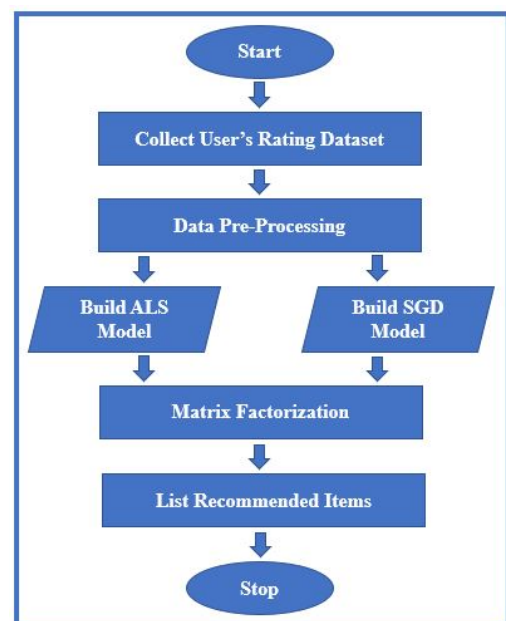 Start
Collect User’s Rating Dataset
Data Pre-Processing
Build ALS
Model
Build SGD
Model
Matrix Factorization
List Recommended Items
Stop